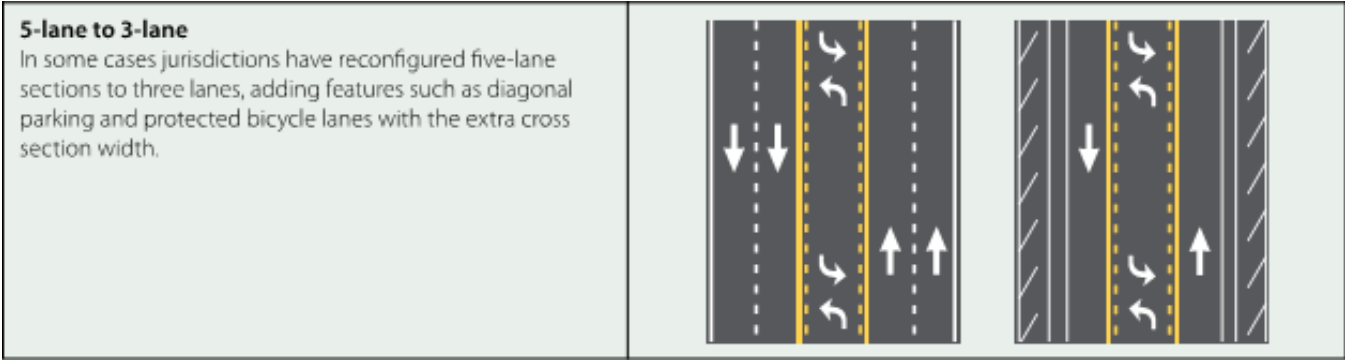 5-lane to 3-lane
In some cases jurisdictions have reconfigured five-lane
sections to three lanes, adding features such as diagonal
parking and protected bicycle lanes with the extra cross
section width.